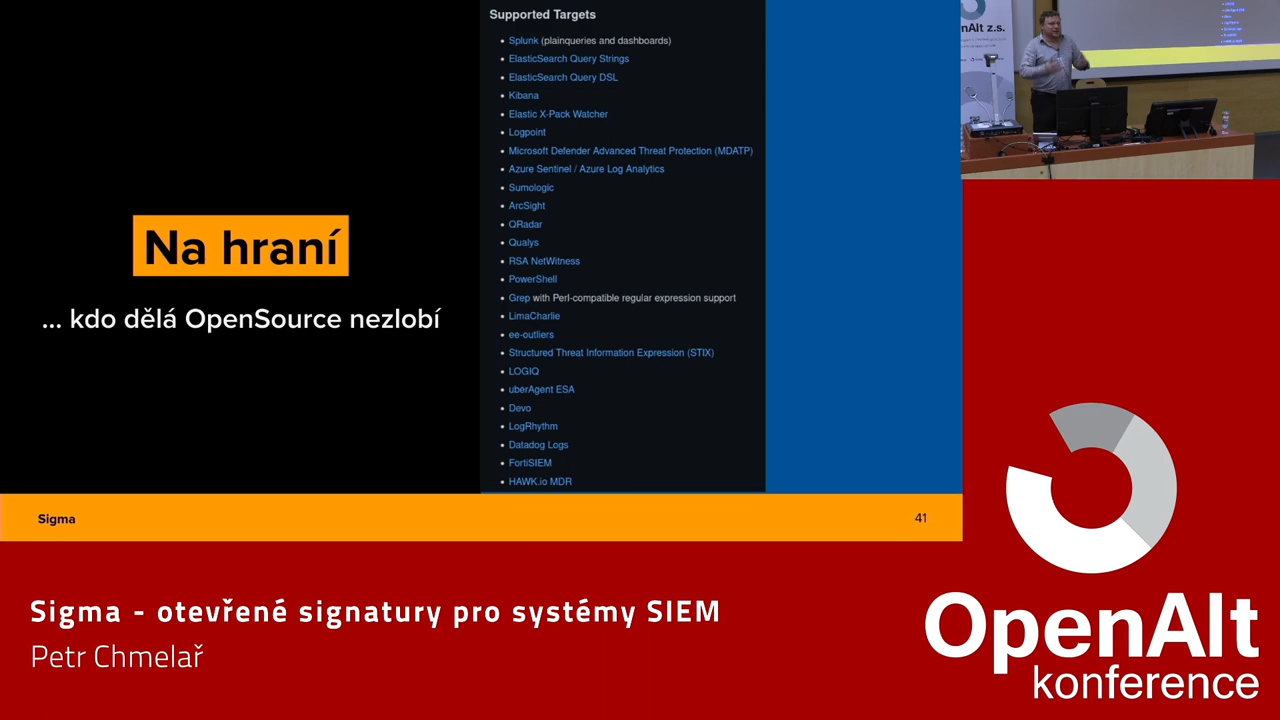 Supported Targets
• Splunk (plainqueries and dashboards)
• ElasticSearch Query Strings
• ElasticSearch Query DSL
• Kibana
• Elastic X-Pack Watcher
• Logpoint
• Microsoft Defender Advanced Threat Protection (MDATP)
• Azure Sentinel / Azure Log Analytics
• Sumologic
• ArcSight
• QRadar
• Qualys
• RSA NetWitness
• PowerShell
• Grep with Perl-compatible regular expression support
• LimaCharlie
• ee-outliers
• Structured Threat Information Expression (STIX)
• LOGIQ
• uberAgent ESA
• Devo
• LogRhythm
• Datadog Logs
• FortiSIEM
• HAWK.io MDR
Na hraní
... kdo dělá OpenSource nezlobí
Sigma
41
nAlt z.s.
Sigma - otevřené signatury pro systémy SIEM
Petr Chmelař
OpenAlt
konference